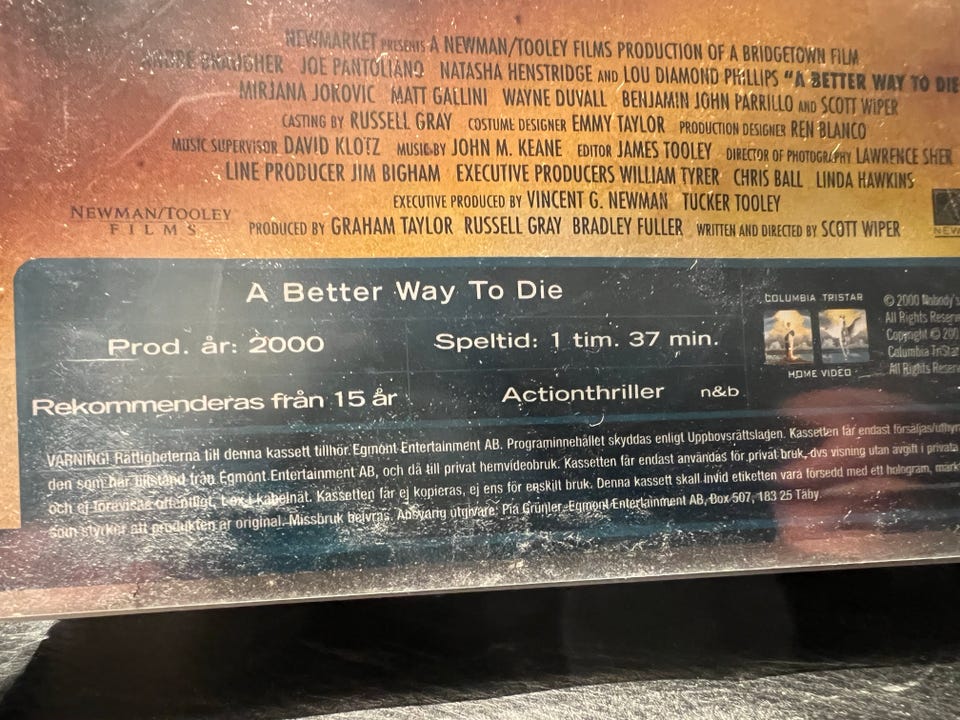 NEWMARKET PRESENTS A NEWMAN/TOOLEY FILMS PRODUCTION OF A BRIDGETOWN FILM
ANDRE BRAUGHER JOE PANTOLIANO NATASHA HENSTRIDGE AND LOU DIAMOND PHILLIPS "A BETTER WAY TO DIE
MIRJANA JOKOVIC MATT GALLINI WAYNE DUVALL BENJAMIN JOHN PARRILLO AND SCOTT WIPER
CASTING BY RUSSELL GRAY COSTUME DESIGNER EMMY TAYLOR PRODUCTION DESIGNER REN BLANCO
MUSIC SUPERVISOR DAVID KLOTZ MUSIC BY JOHN M. KEANE EDITOR JAMES TOOLEY DIRECTOR OF PHOTOGRAPHY LAWRENCE SHER
LINE PRODUCER JIM BIGHAM EXECUTIVE PRODUCERS WILLIAM TYRER CHRIS BALL LINDA HAWKINS
EXECUTIVE PRODUCED BY VINCENT G. NEWMAN TUCKER TOOLEY
PRODUCED BY GRAHAM TAYLOR RUSSELL GRAY BRADLEY FULLER WRITTEN AND DIRECTED BY SCOTT WIPER
NEWMAN/TOOLEY
FILMS
NEW
A Better Way To Die
Prod. år: 2000 Speltid: 1 tim. 37 min.
Rekommenderas från 15 år Actionthriller n&b
COLUMBIA TRISTAR
HOME VIDEO
© 2000 Nobody's
All Rights Reserv
Copyright © 200
Columbia TriStar
All Rights Reserv
VARNING! Rättigheterna till denna kassett tillhör Egmont Entertainment AB. Programinnehållet skyddas enligt Uppbovsrättslagen. Kassetten får endast försäljas/uthyr
den som har tillstånd från Egmont Entertainment AB, och då till privat hemvideobruk. Kassetten får endast användas för privat bruk, dvs visning utan avgift i privata
och ej förevisas offentligt, t.ex i kabelnät. Kassetten får ej kopieras, ej ens för enskilt bruk. Denna kassett skall invid etiketten vara försedd med ett hologram, märk
som styrker att produkten är original. Missbruk beivras. Ansvarig utgivare: Pia Grünler, Egmont Entertainment AB, Box 507, 183 25 Täby.